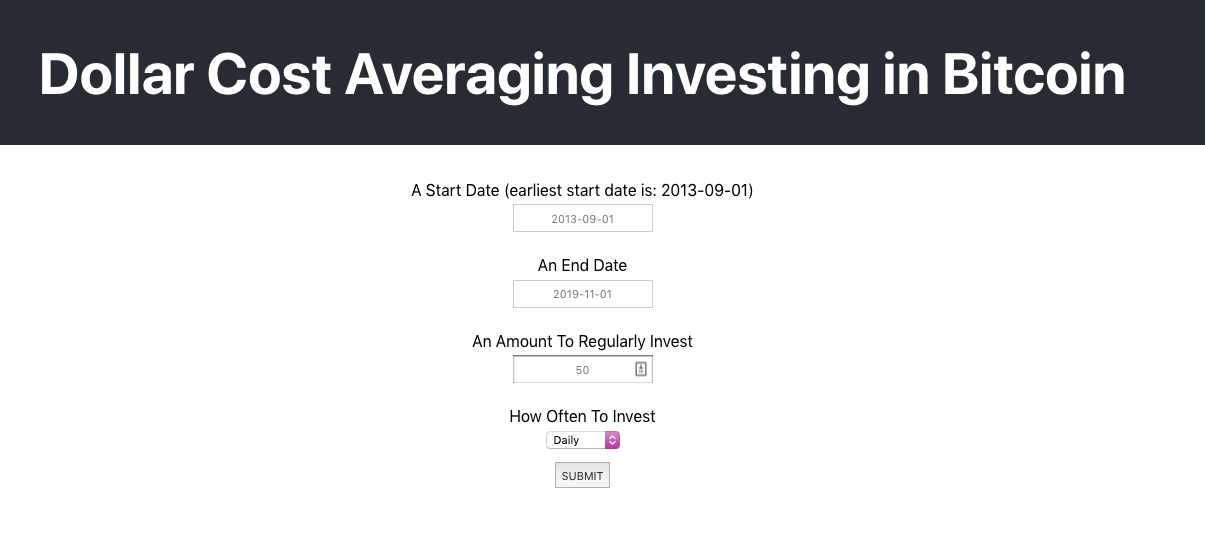 Dollar Cost Averaging Investing in Bitcoin
A Start Date (earliest start date is: 2013-09-01)
2013-09-01
An End Date
2019-11-01
An Amount To Regularly Invest
50
How Often To Invest
Daily
SUBMIT